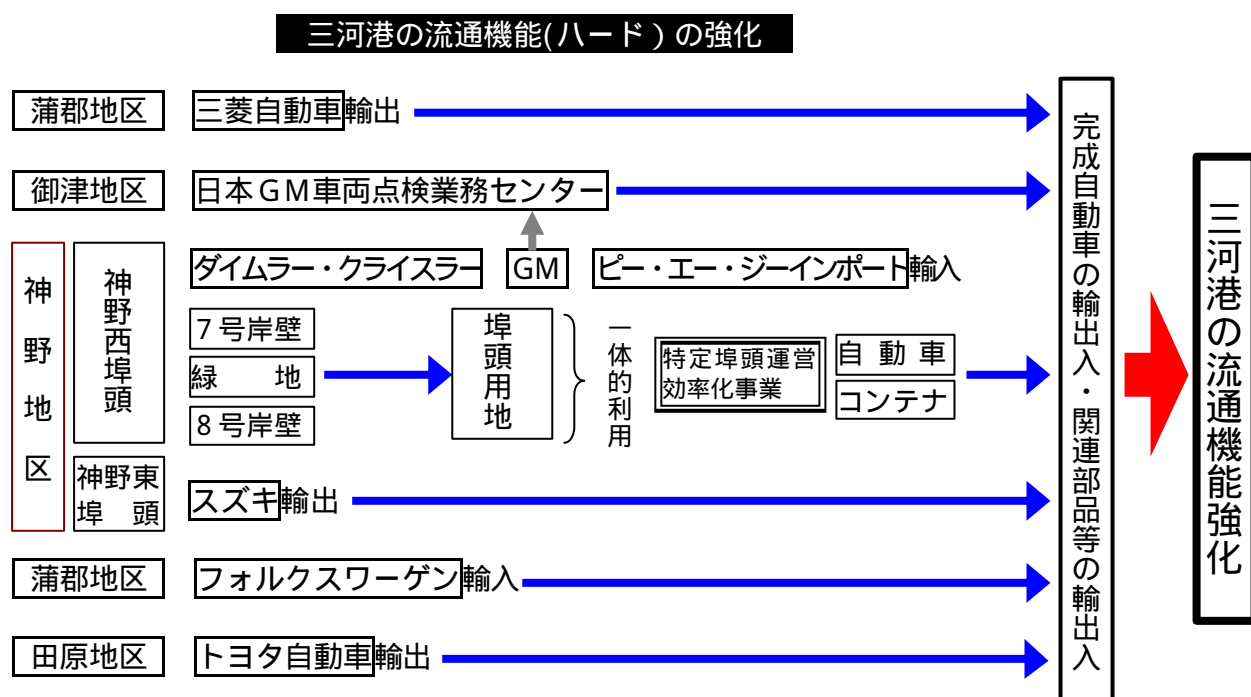 三河港の流通機能(ハード)の強化
蒲郡地区 三菱自動車輸出
御津地区 日本GM車両点検業務センター
神野地区
神野西埠頭
ダイムラー・クライスラー GM ピー・エー・ジーインポート輸入
7号岸壁
緑 地
8号岸壁
埠頭用地
一体的利用
特定埠頭運営
効率化事業
自動車
コンテナ
神野東
埠 頭
スズキ輸出
蒲郡地区 フォルクスワーゲン輸入
田原地区 トヨタ自動車輸出
完成自動車の輸出入・関連部品等の輸出入
三河港の流通機能強化